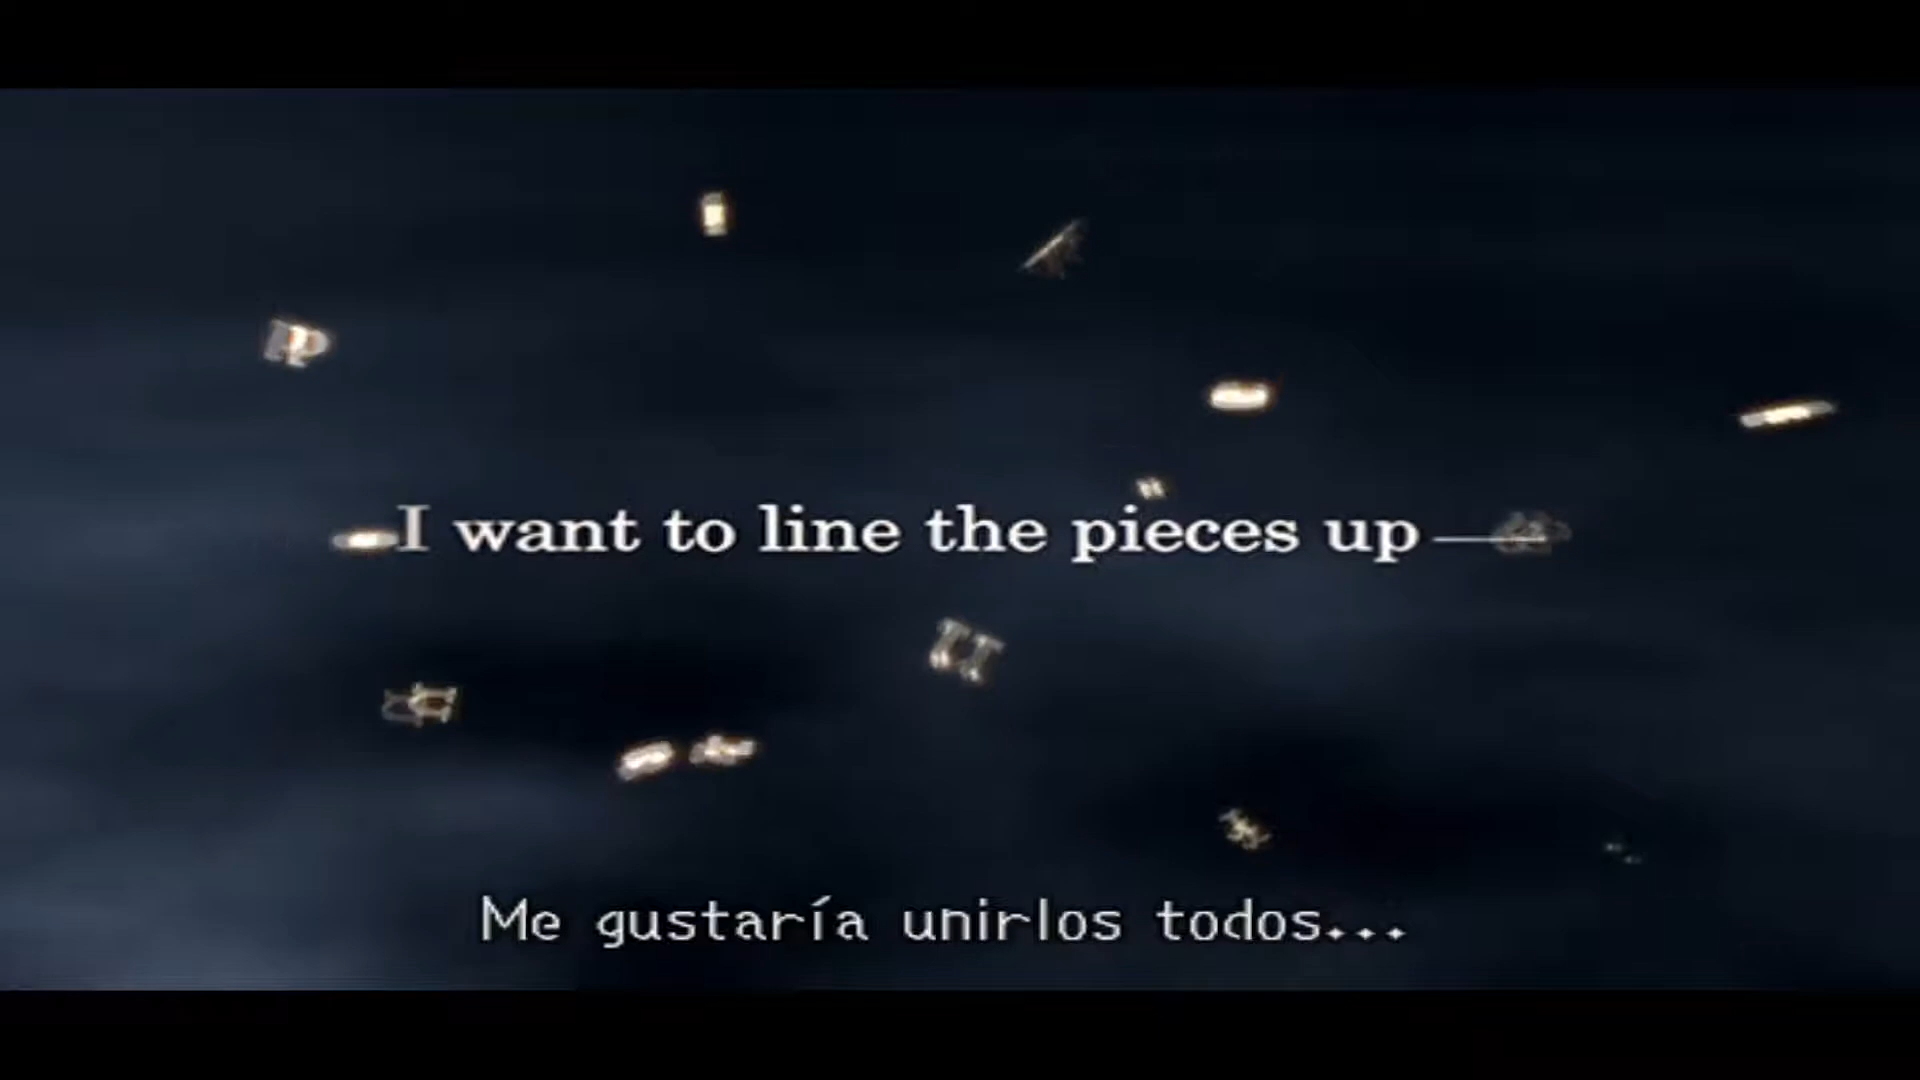 I want to line the pieces up—
Me gustaría unirlos todos...